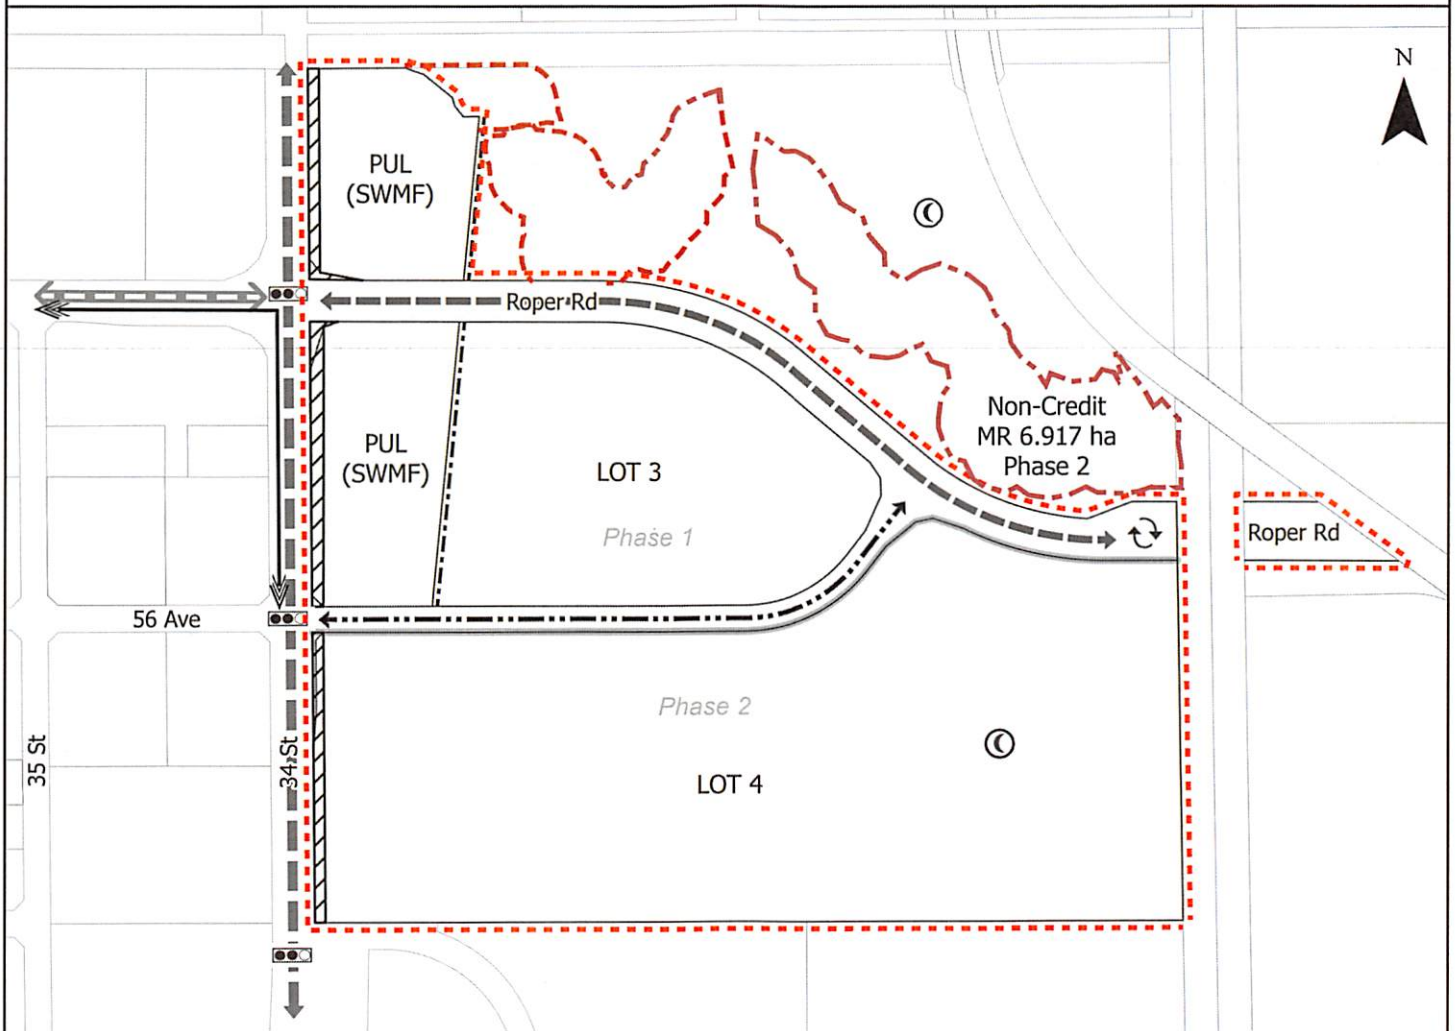 N
PUL
(SWMF)
Roper Rd
Non-Credit
MR 6.917 ha
Phase 2
PUL
(SWMF)
LOT 3
Phase 1
Roper Rd
56 Ave
Phase 2
35 St
34 St
LOT 4